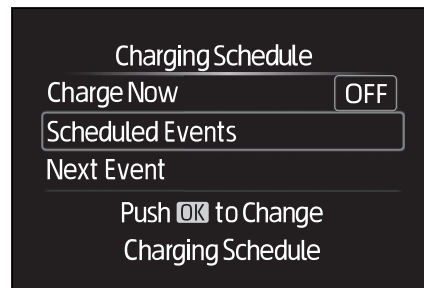 Charging Schedule
Charge Now OFF
Scheduled Events
Next Event
Push OK to Change
Charging Schedule